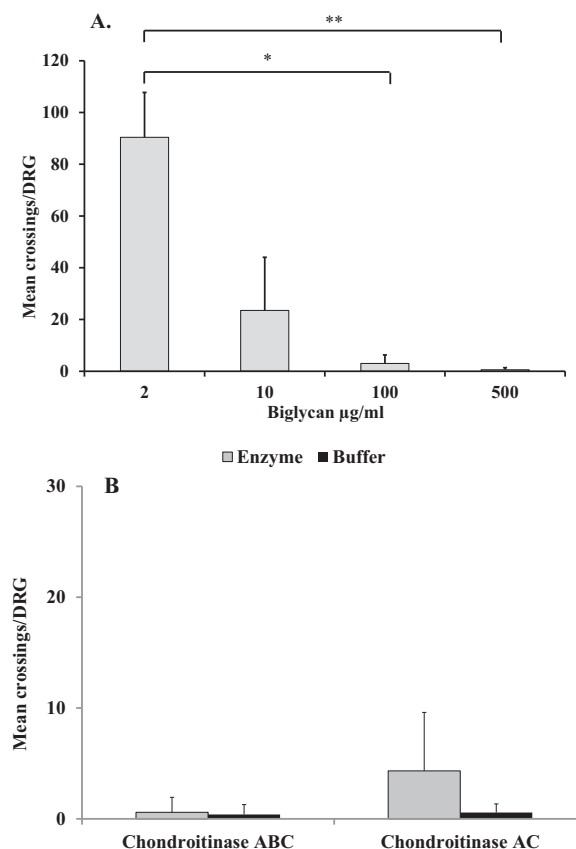 A.
**
*
120
100
80
60
40
20
0
Mean crossings/DRG
2 10 100 500
Biglycan µg/ml
Enzyme Buffer
B
30
20
10
0
Mean crossings/DRG
Chondroitinase ABC Chondroitinase AC